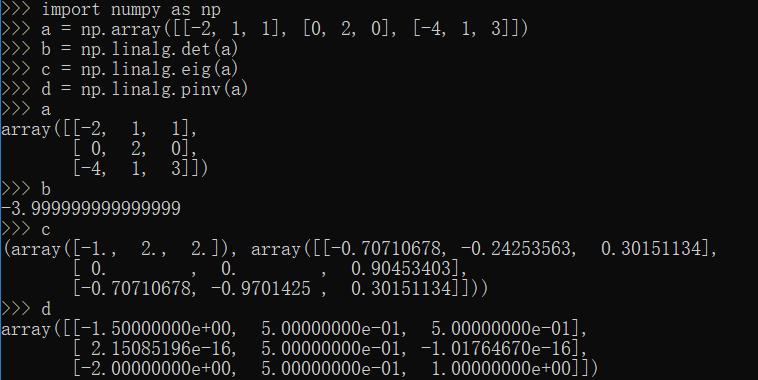 >>> import numpy as np
>>> a = np.array([[-2, 1, 1], [0, 2, 0], [-4, 1, 3]])
>>> b = np.linalg.det(a)
>>> c = np.linalg.eig(a)
>>> d = np.linalg.pinv(a)
>>> a
array([[-2,  1,  1],
       [ 0,  2,  0],
       [-4,  1,  3]])
>>> b
-3.999999999999999
>>> c
(array([-1.,  2.,  2.]), array([[-0.70710678, -0.24253563,  0.30151134],
       [ 0.        ,  0.        ,  0.90453403],
       [-0.70710678, -0.9701425 ,  0.30151134]]))
>>> d
array([[-1.50000000e+00,  5.00000000e-01,  5.00000000e-01],
       [ 2.15085196e-16,  5.00000000e-01, -1.01764670e-16],
       [-2.00000000e+00,  5.00000000e-01,  1.00000000e+00]])